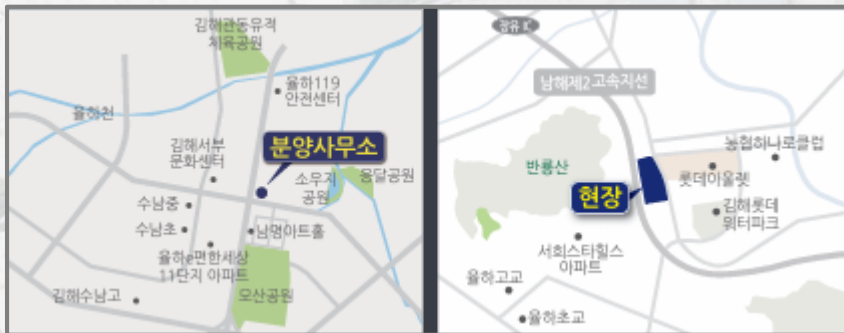 김해관동유적
체육공원
율하119
안전센터
율하천
김해서부
문화센터
분양사무소
소우지
공원
응달공원
수남중
수남초
남명아트홀
율하e편한세상
11단지 아파트
김해수남고
모산공원
장유 IC
남해제2고속지선
반룡산
농협하나로클럽
롯데아울렛
현장
김해롯데
워터파크
서희스타힐스
아파트
율하고교
율하초교